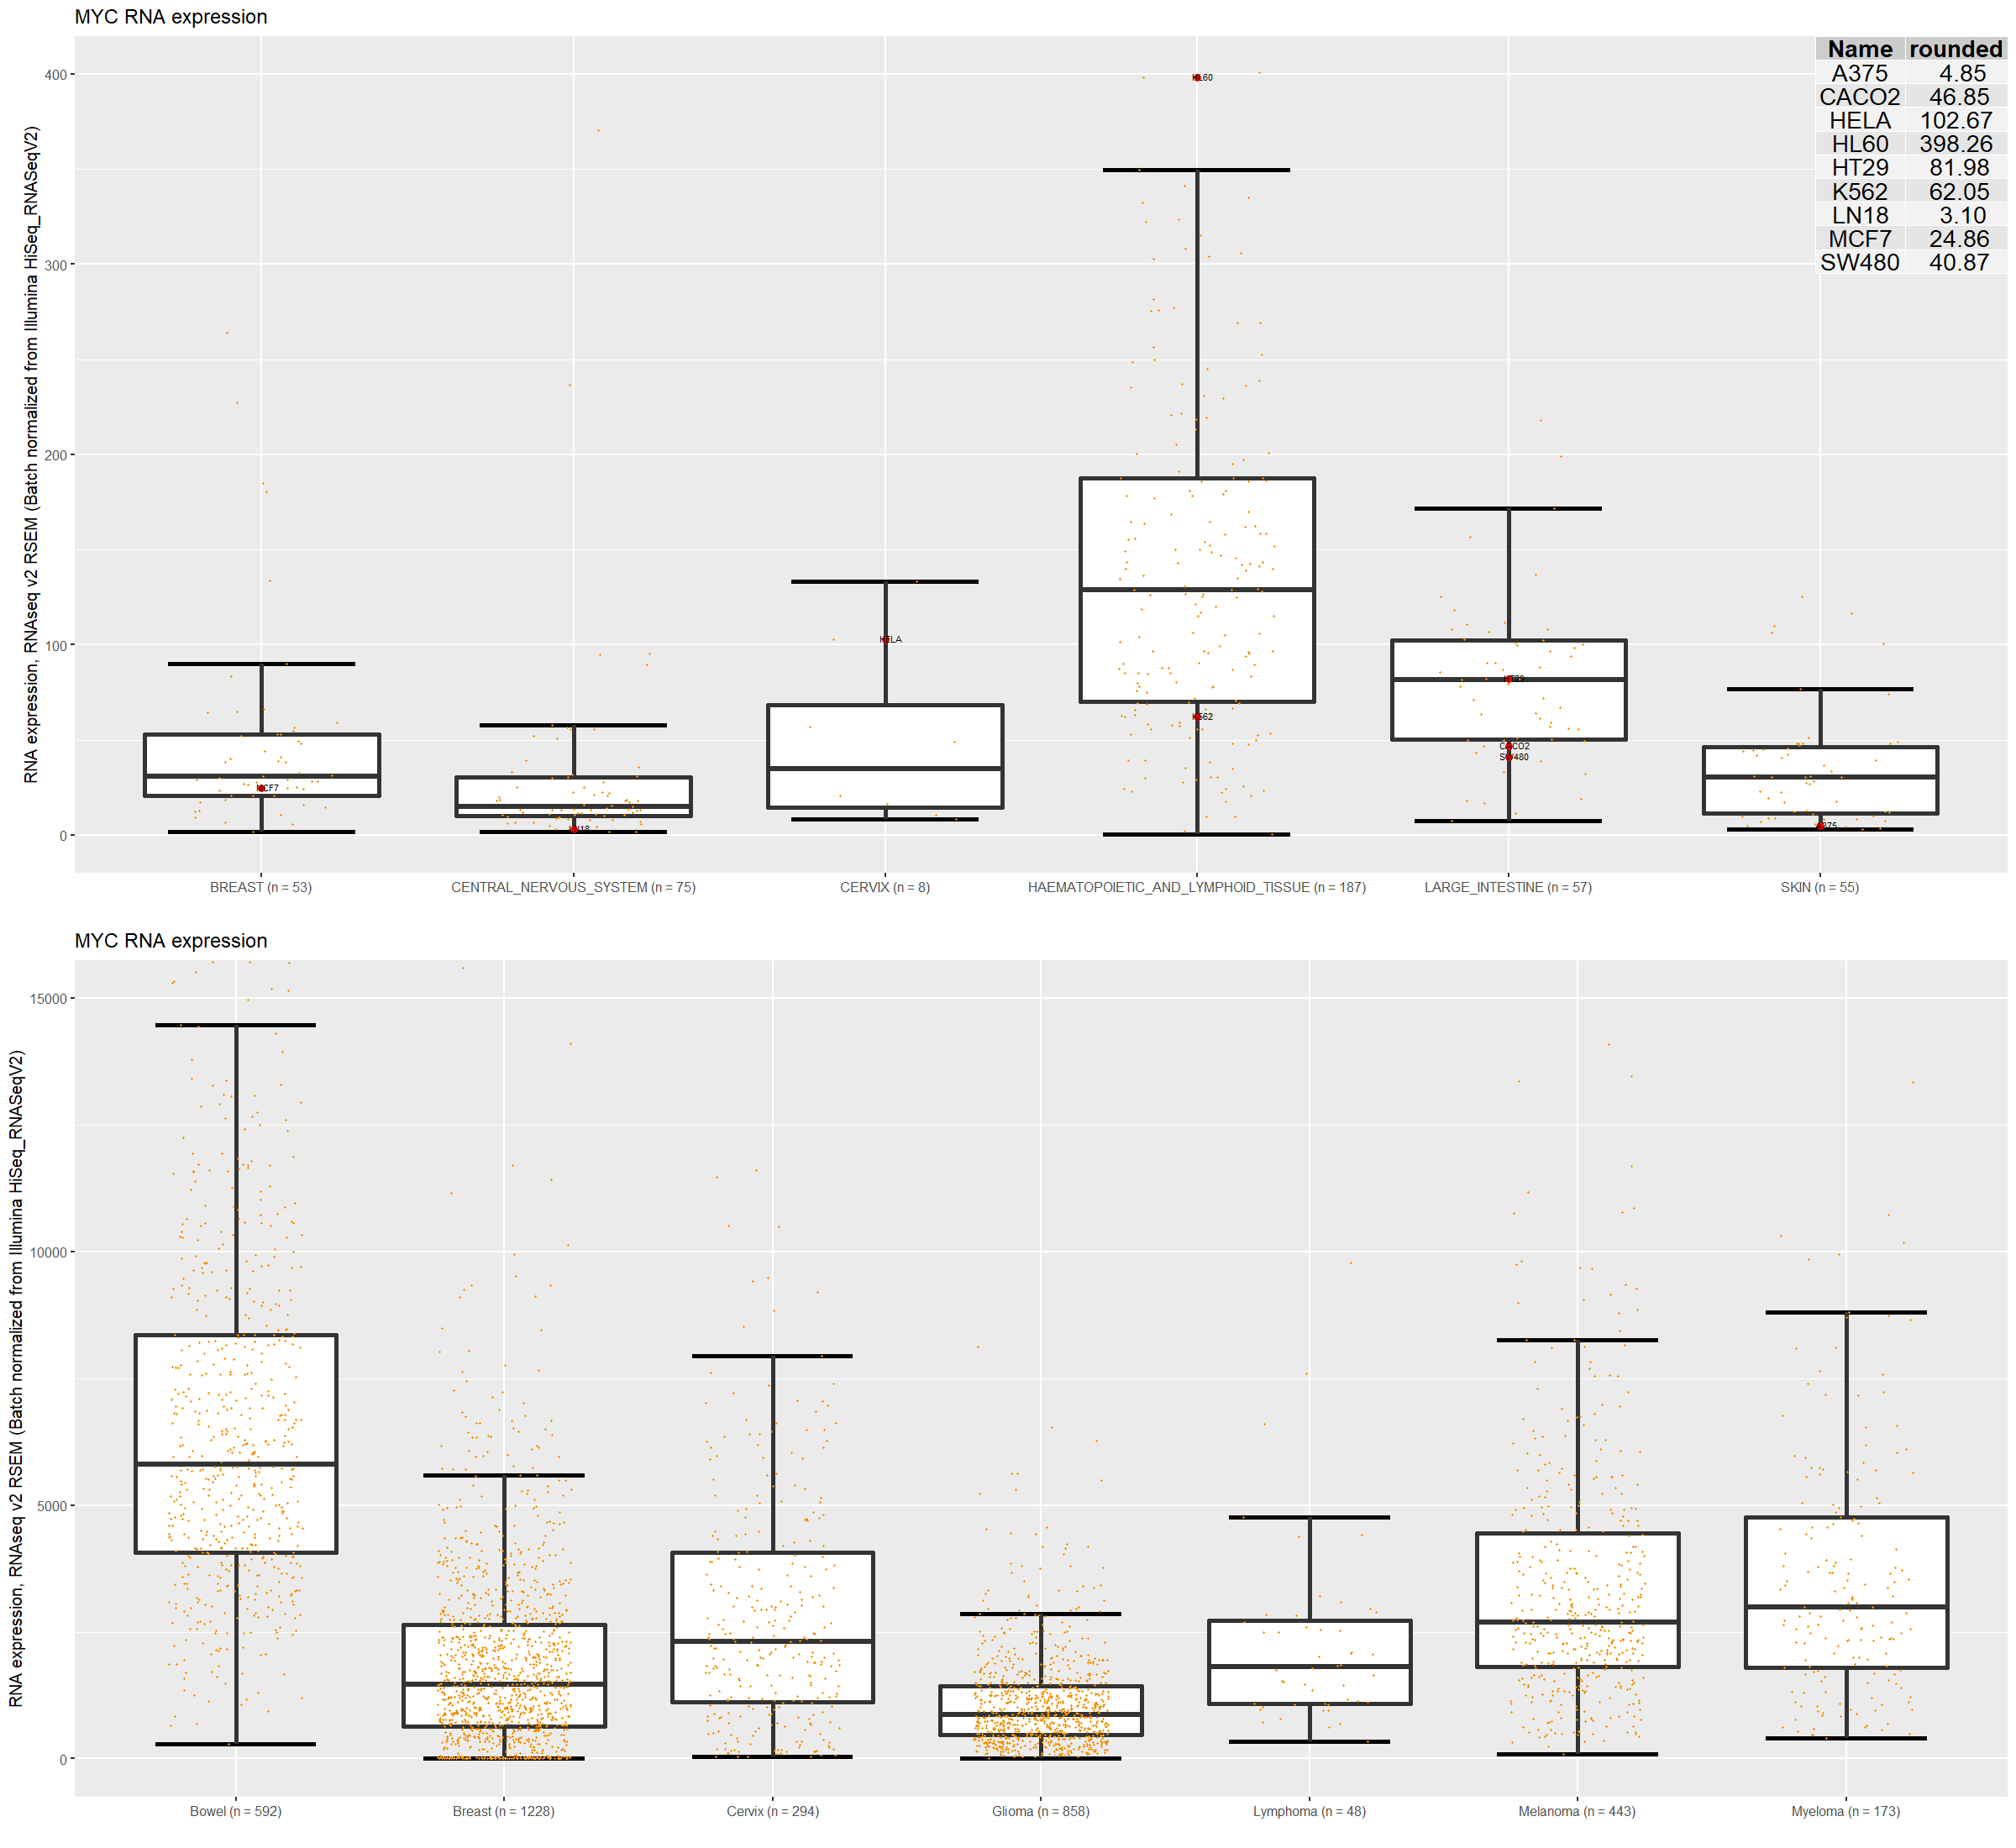 MYC RNA expression
RNA expression, RNAseq v2 RSEM (Batch normalized from Illumina HiSeq_RNASeqV2)
400
300
200
100
0
Name rounded
A375 4.85
CACO2 46.85
HELA 102.67
HL60 398.26
HT29 81.98
K562 62.05
LN18 3.10
MCF7 24.86
SW480 40.87
HL60
HELA
HT29
K562
CACO2
SW480
MCF7
LN18
A375
BREAST (n = 53)
CENTRAL_NERVOUS_SYSTEM (n = 75)
CERVIX (n = 8)
HAEMATOPOIETIC_AND_LYMPHOID_TISSUE (n = 187)
LARGE_INTESTINE (n = 57)
SKIN (n = 55)
MYC RNA expression
RNA expression, RNAseq v2 RSEM (Batch normalized from Illumina HiSeq_RNASeqV2)
15000
10000
5000
0
Bowel (n = 592)
Breast (n = 1228)
Cervix (n = 294)
Glioma (n = 858)
Lymphoma (n = 48)
Melanoma (n = 443)
Myeloma (n = 173)